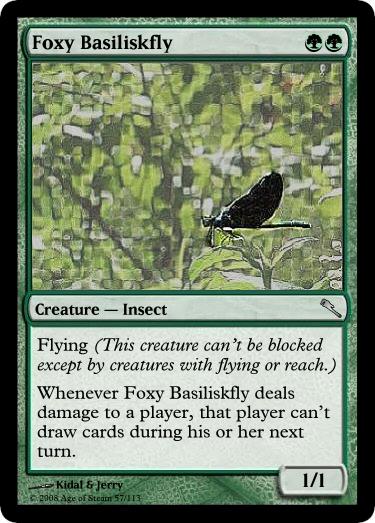 Foxy Basiliskfly
Creature — Insect
Flying (This creature can't be blocked
except by creatures with flying or reach.)
Whenever Foxy Basiliskfly deals
damage to a player, that player can't
draw cards during his or her next
turn.
Kidal & Jerry
1/1
© 2008 Age of Steam 57/113